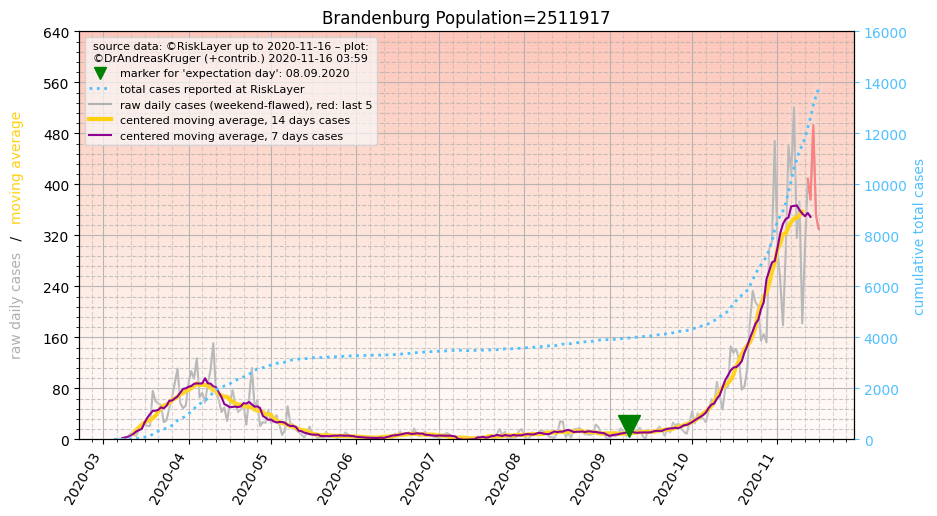 Brandenburg Population=2511917
source data: ©RiskLayer up to 2020-11-16 – plot:
©DrAndreasKruger (+contrib.) 2020-11-16 03:59
marker for 'expectation day': 08.09.2020
total cases reported at RiskLayer
raw daily cases (weekend-flawed), red: last 5
centered moving average, 14 days cases
centered moving average, 7 days cases
raw daily cases / moving average
640
560
480
400
320
240
160
80
0
16000
14000
12000
10000
8000
6000
4000
2000
0
cumulative total cases
2020-03
2020-04
2020-05
2020-06
2020-07
2020-08
2020-09
2020-10
2020-11